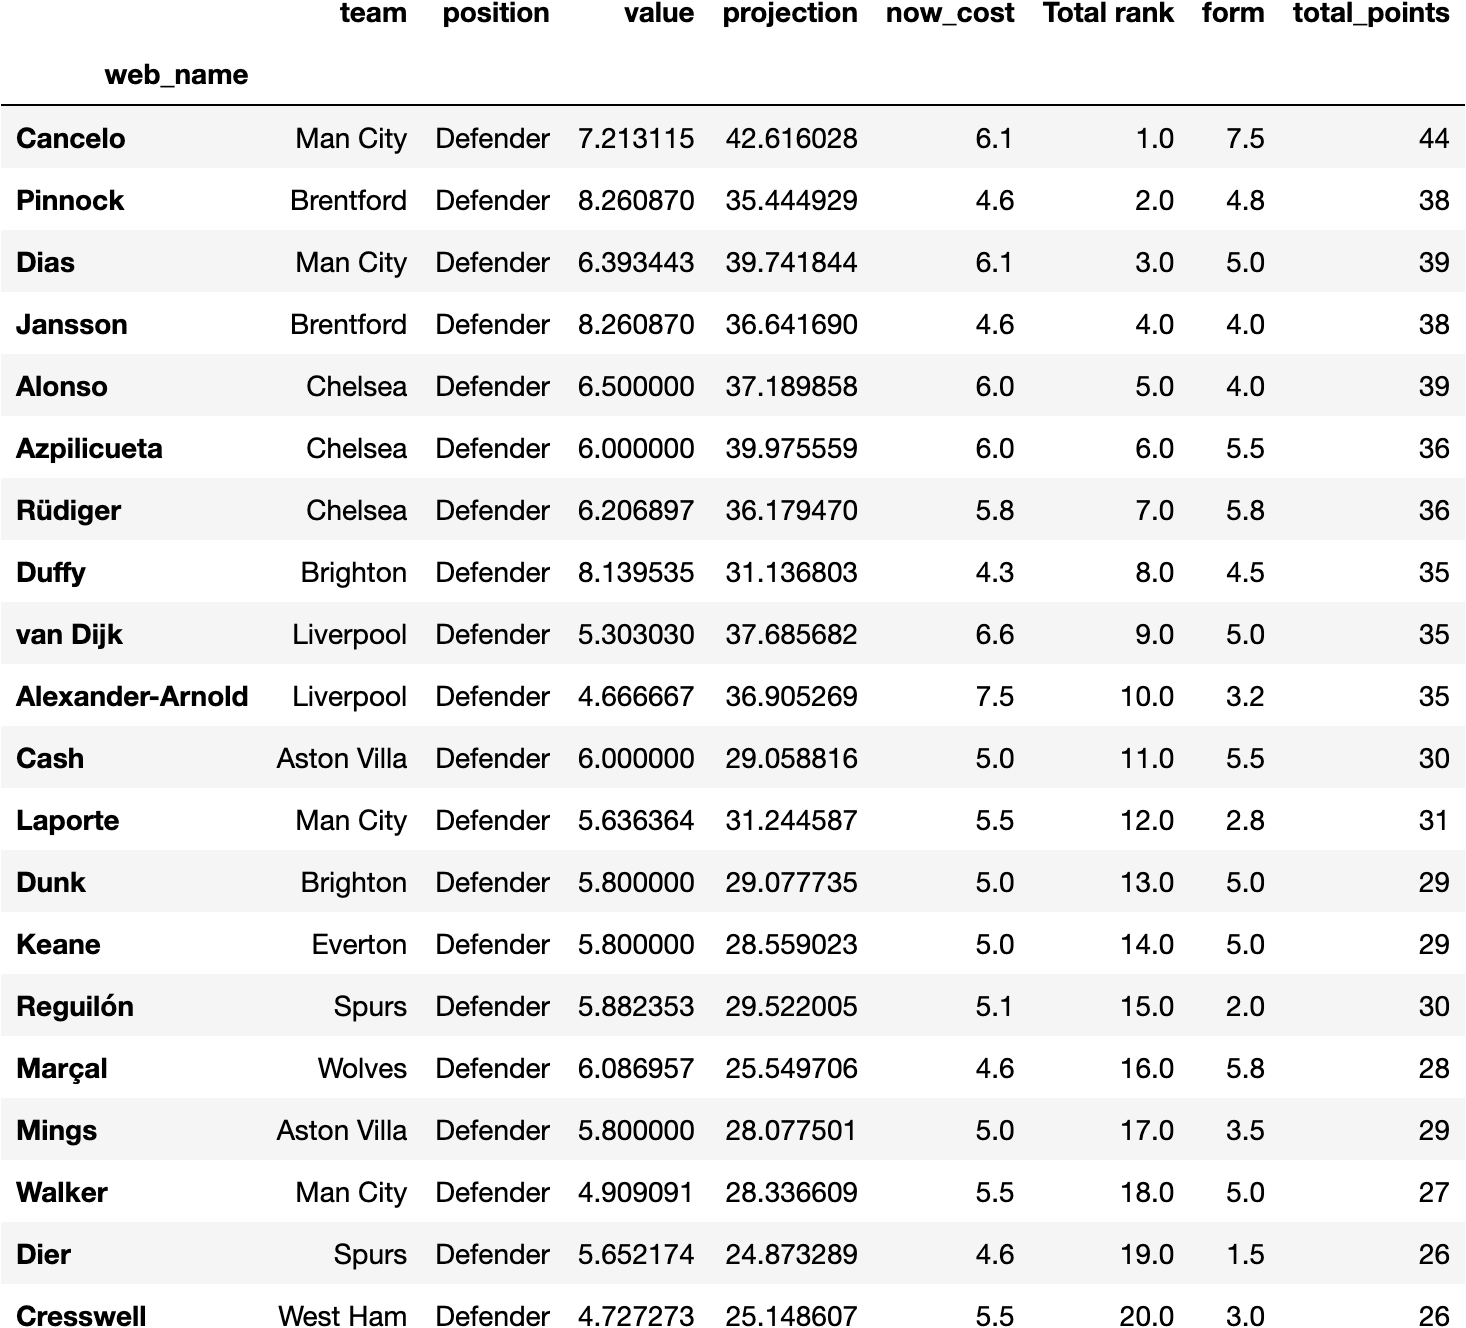 team position value projection now_cost Total rank form total_points
web_name
Cancelo Man City Defender 7.213115 42.616028 6.1 1.0 7.5 44
Pinnock Brentford Defender 8.260870 35.444929 4.6 2.0 4.8 38
Dias Man City Defender 6.393443 39.741844 6.1 3.0 5.0 39
Jansson Brentford Defender 8.260870 36.641690 4.6 4.0 4.0 38
Alonso Chelsea Defender 6.500000 37.189858 6.0 5.0 4.0 39
Azpilicueta Chelsea Defender 6.000000 39.975559 6.0 6.0 5.5 36
Rüdiger Chelsea Defender 6.206897 36.179470 5.8 7.0 5.8 36
Duffy Brighton Defender 8.139535 31.136803 4.3 8.0 4.5 35
van Dijk Liverpool Defender 5.303030 37.685682 6.6 9.0 5.0 35
Alexander-Arnold Liverpool Defender 4.666667 36.905269 7.5 10.0 3.2 35
Cash Aston Villa Defender 6.000000 29.058816 5.0 11.0 5.5 30
Laporte Man City Defender 5.636364 31.244587 5.5 12.0 2.8 31
Dunk Brighton Defender 5.800000 29.077735 5.0 13.0 5.0 29
Keane Everton Defender 5.800000 28.559023 5.0 14.0 5.0 29
Reguilón Spurs Defender 5.882353 29.522005 5.1 15.0 2.0 30
Marçal Wolves Defender 6.086957 25.549706 4.6 16.0 5.8 28
Mings Aston Villa Defender 5.800000 28.077501 5.0 17.0 3.5 29
Walker Man City Defender 4.909091 28.336609 5.5 18.0 5.0 27
Dier Spurs Defender 5.652174 24.873289 4.6 19.0 1.5 26
Cresswell West Ham Defender 4.727273 25.148607 5.5 20.0 3.0 26